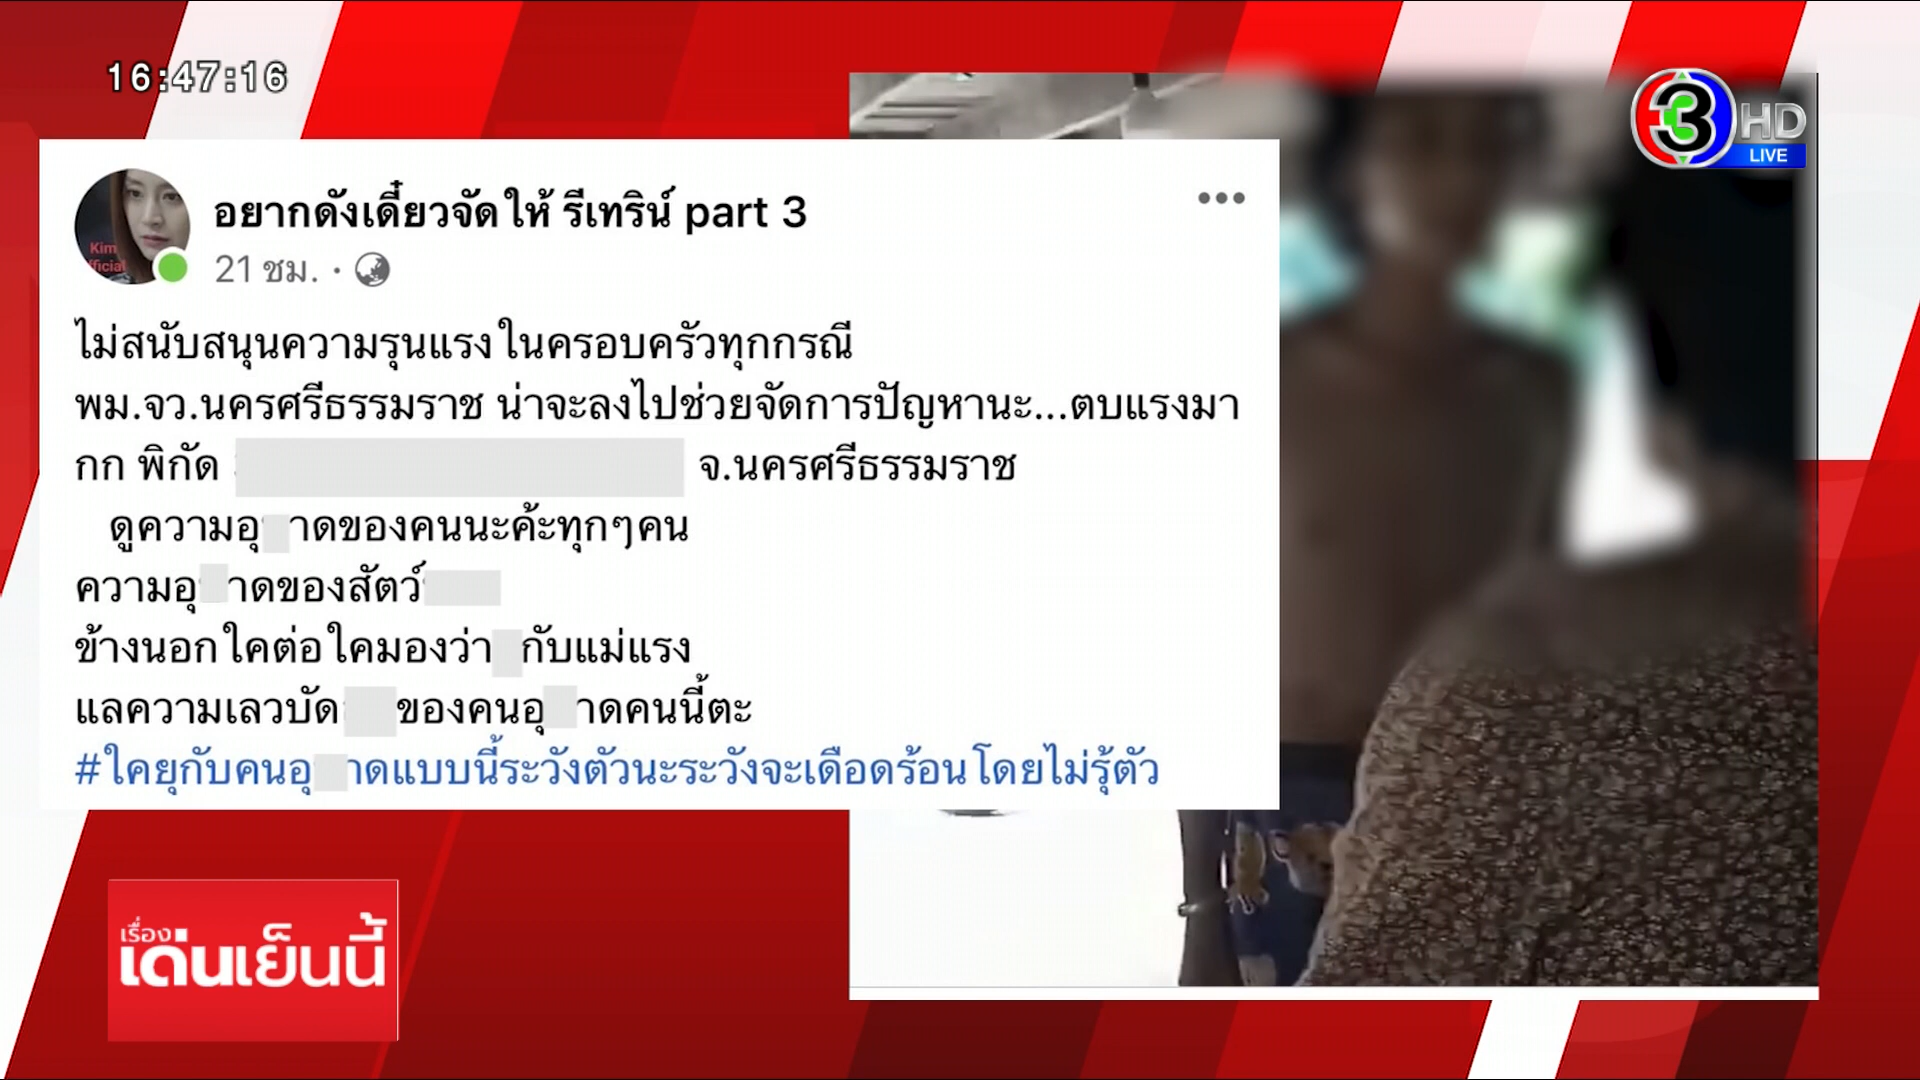 16:47:16
3 HD
LIVE
Kim
fficial
อยากดังเดี๋ยวจัดให้ รีเทริน์ part 3
21 ชม. ·
ไม่สนับสนุนความรุนแรงในครอบครัวทุกกรณี
พม.จว.นครศรีธรรมราช น่าจะลงไปช่วยจัดการปัญหานะ...ตบแรงมา
กก พิกัด จ.นครศรีธรรมราช
ดูความอุ าดของคนนะค้ะทุกๆคน
ความอุ าดของสัตว์
ข้างนอกใคต่อใคมองว่า กับแม่แรง
แลความเลวบัด ของคนอุ าดคนนี้ตะ
#ใคยุกับคนอุ าดแบบนี้ระวังตัวนะระวังจะเดือดร้อนโดยไม่รู้ตัว
เรื่อง
เด่นเย็นนี้